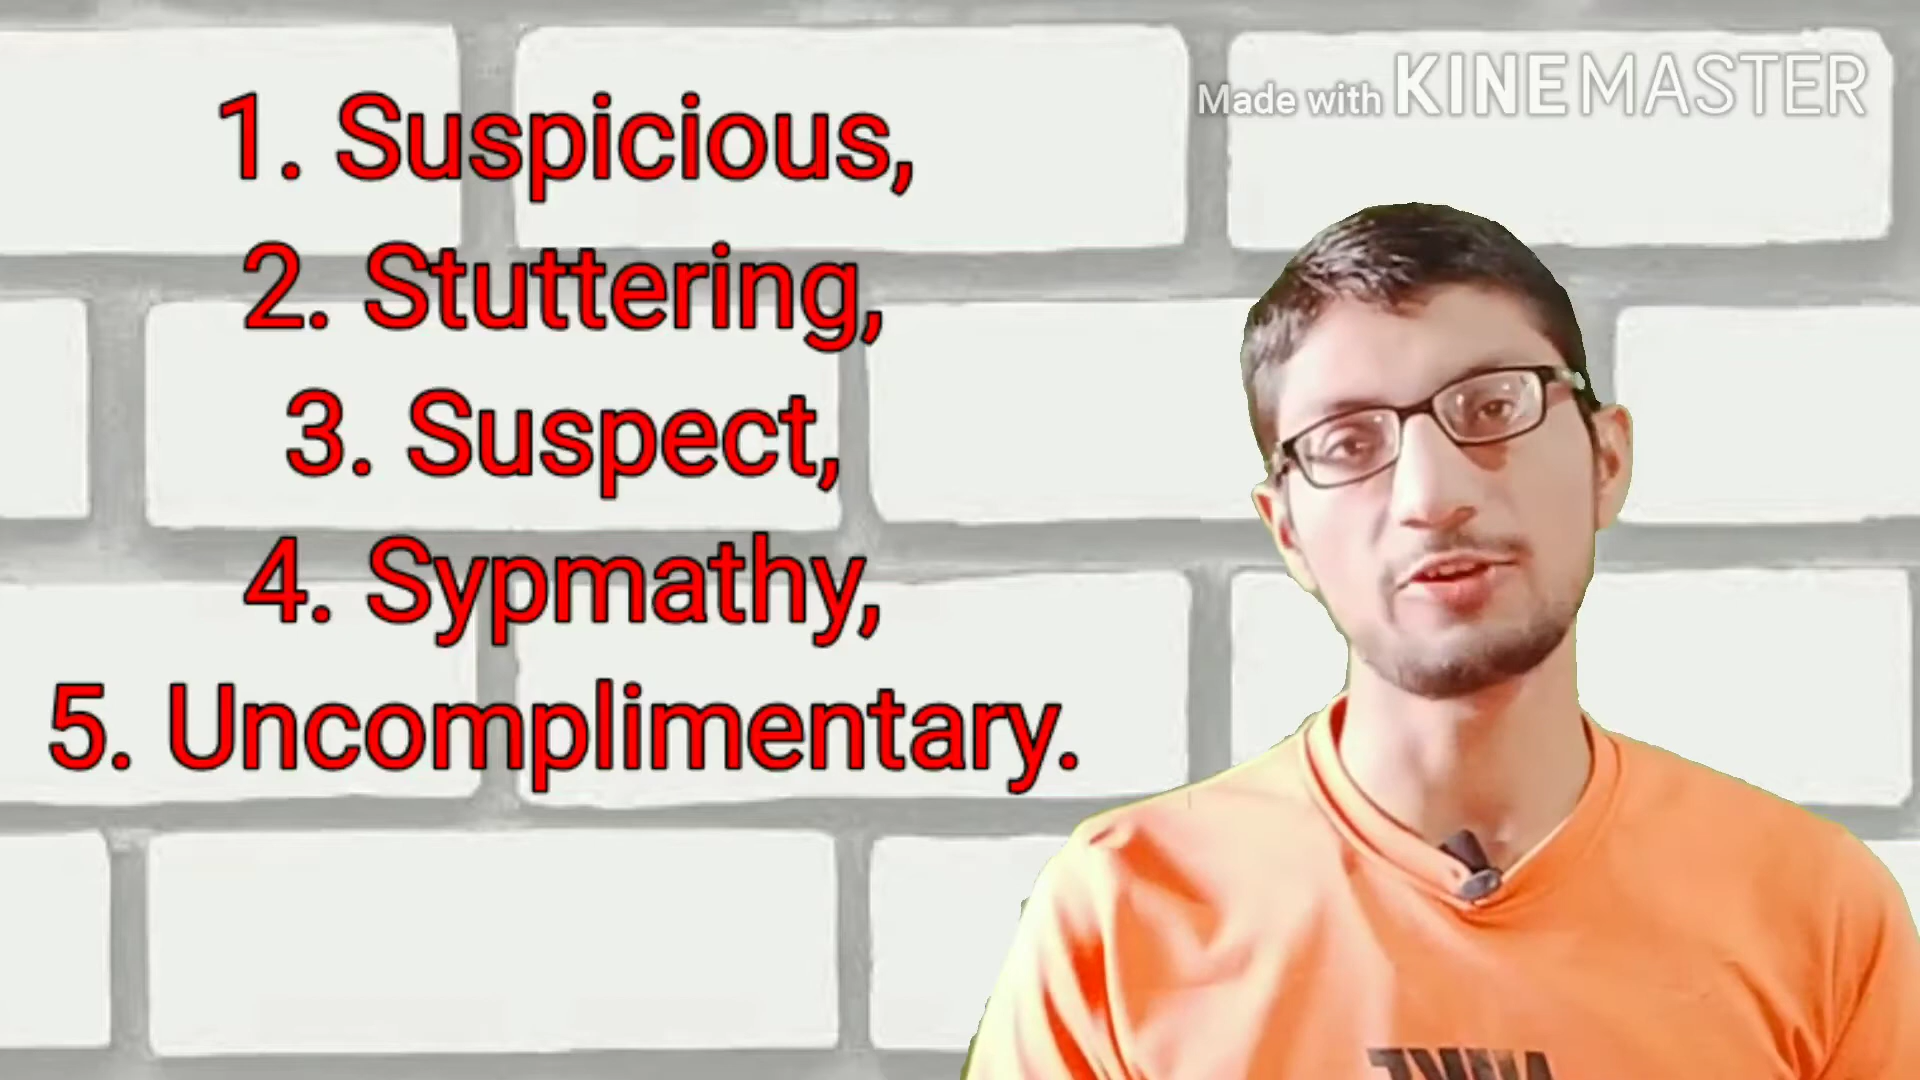 Made with KINEMASTER
1. Suspicious,
2. Stuttering,
3. Suspect,
4. Sypmathy,
5. Uncomplimentary.